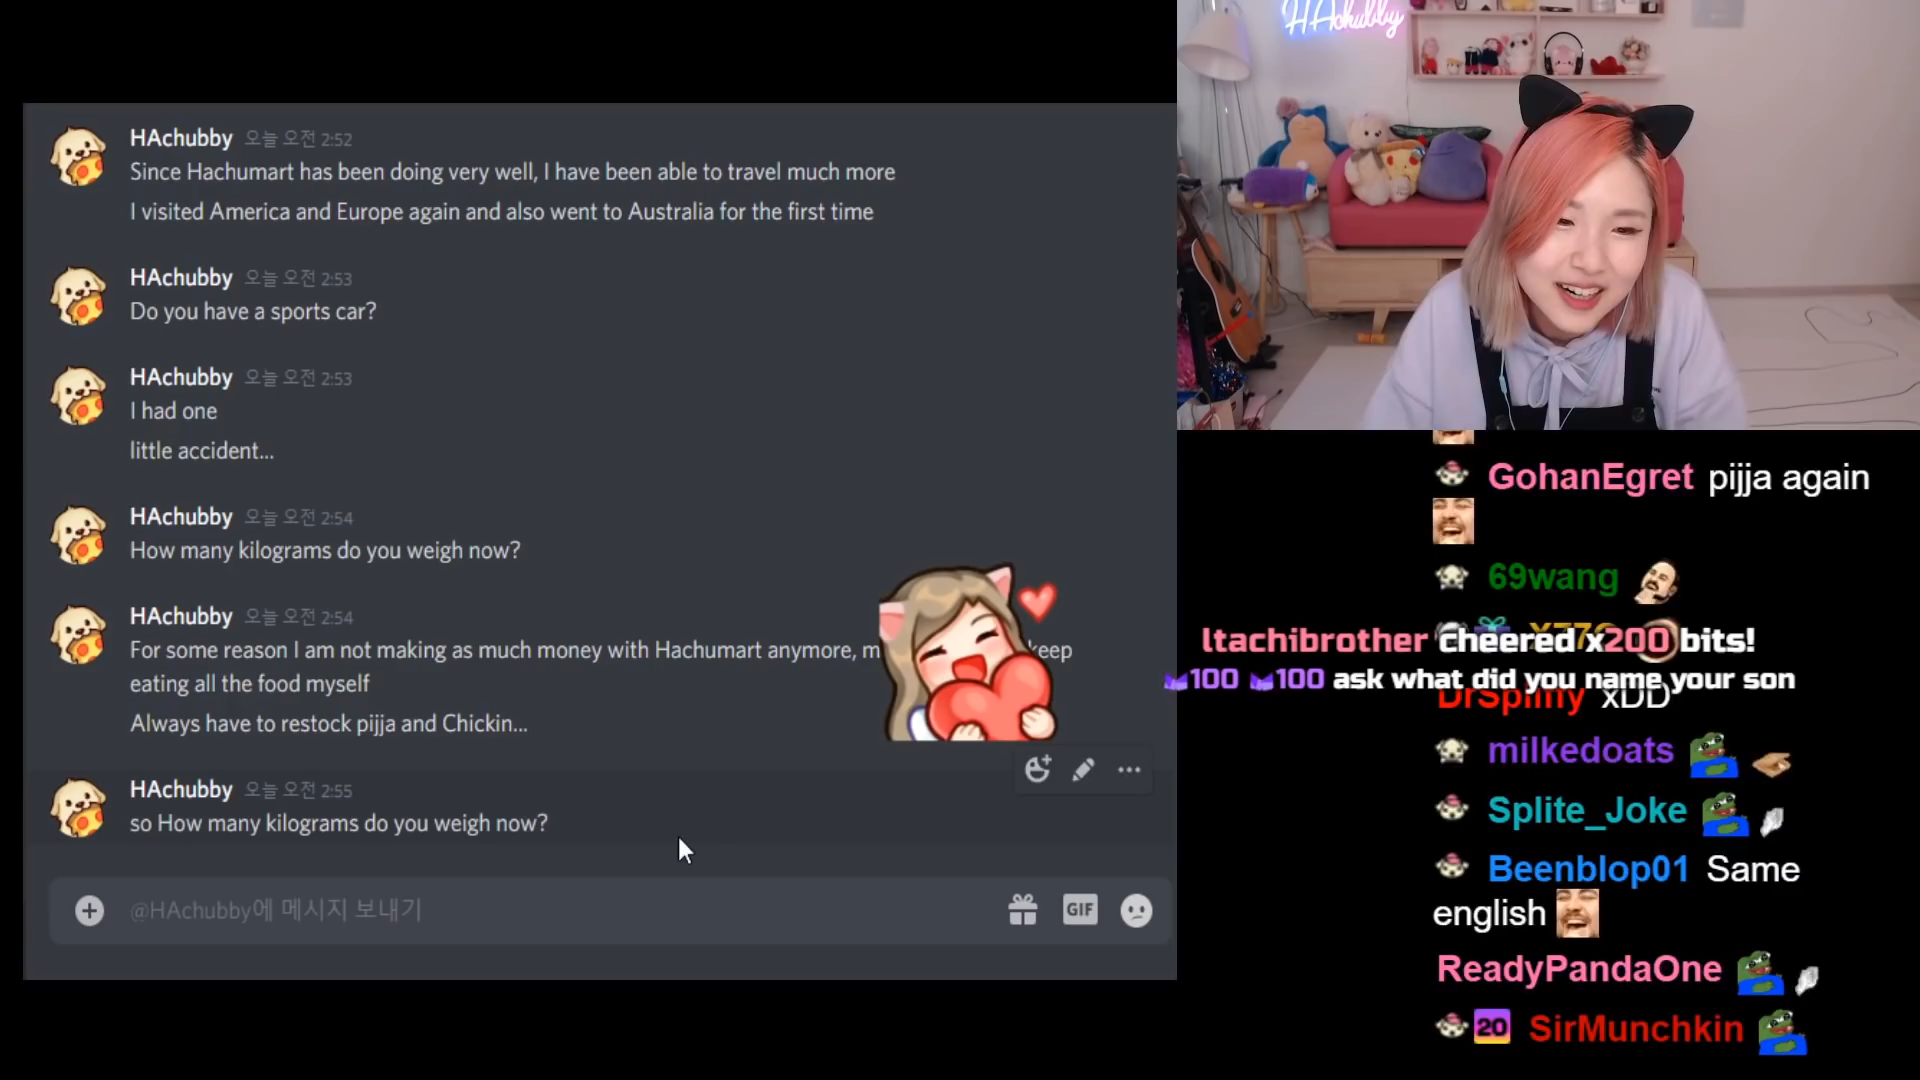 HAchubby
HAchubby 오늘 오전 2:52
Since Hachumart has been doing very well, I have been able to travel much more
I visited America and Europe again and also went to Australia for the first time
HAchubby 오늘 오전 2:53
Do you have a sports car?
HAchubby 오늘 오전 2:53
I had one
little accident...
HAchubby 오늘 오전 2:54
How many kilograms do you weigh now?
HAchubby 오늘 오전 2:54
For some reason I am not making as much money with Hachumart anymore, m keep
eating all the food myself
Always have to restock pijja and Chickin...
HAchubby 오늘 오전 2:55
so How many kilograms do you weigh now?
@HAchubby에 메시지 보내기
GIF
GohanEgret pijja again
69wang
ltachibrother cheered x200 bits!
100 100 ask what did you name your son
xDD
milkedoats
Splite_Joke
Beenblop01 Same
english
ReadyPandaOne
20 SirMunchkin